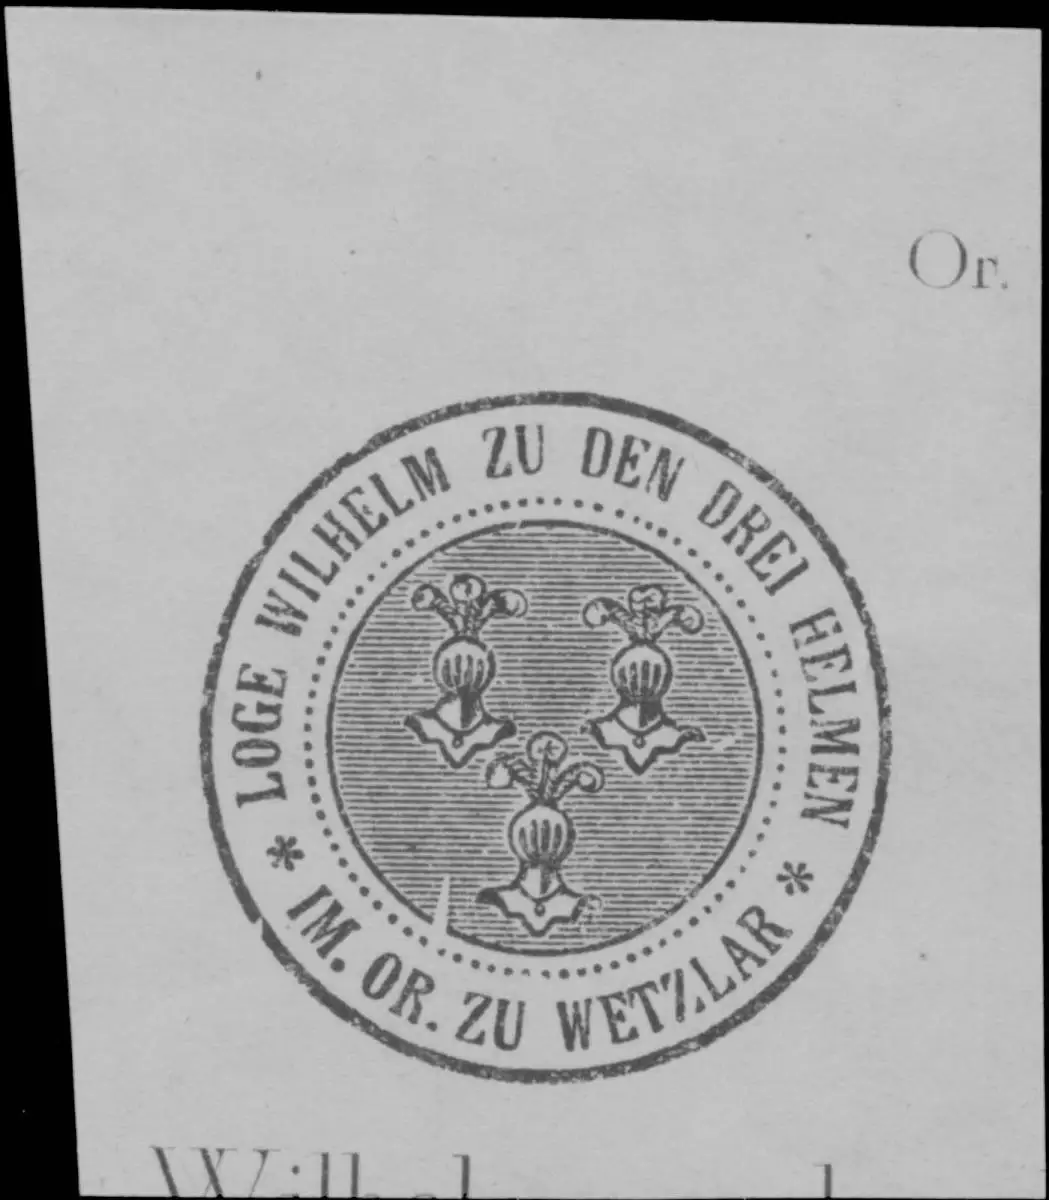 Or.
LOGE WILHELM ZU DEN DREI HELMEN
* IM. OR. ZU WETZLAR *